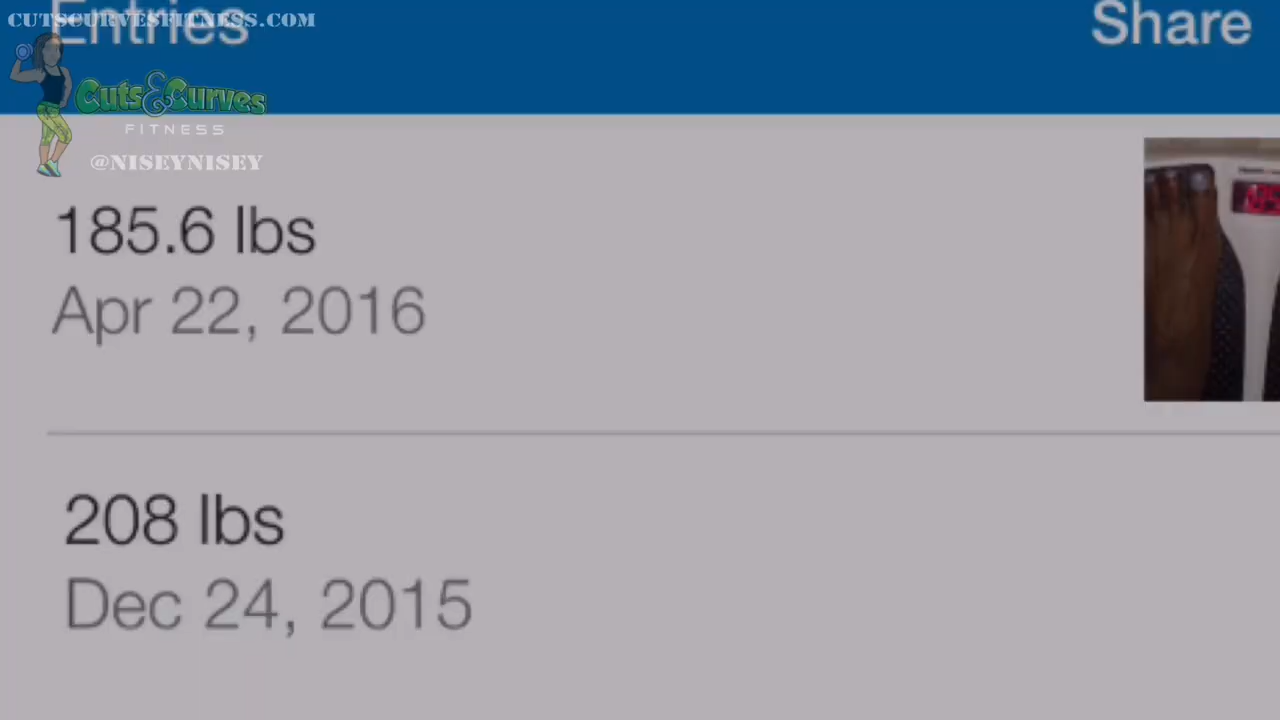 CUTSCURVESFITNESS.COM
Entries
Share
Cuts&Curves
FITNESS
@NISEYNISEY
185.6 lbs
Apr 22, 2016
208 lbs
Dec 24, 2015